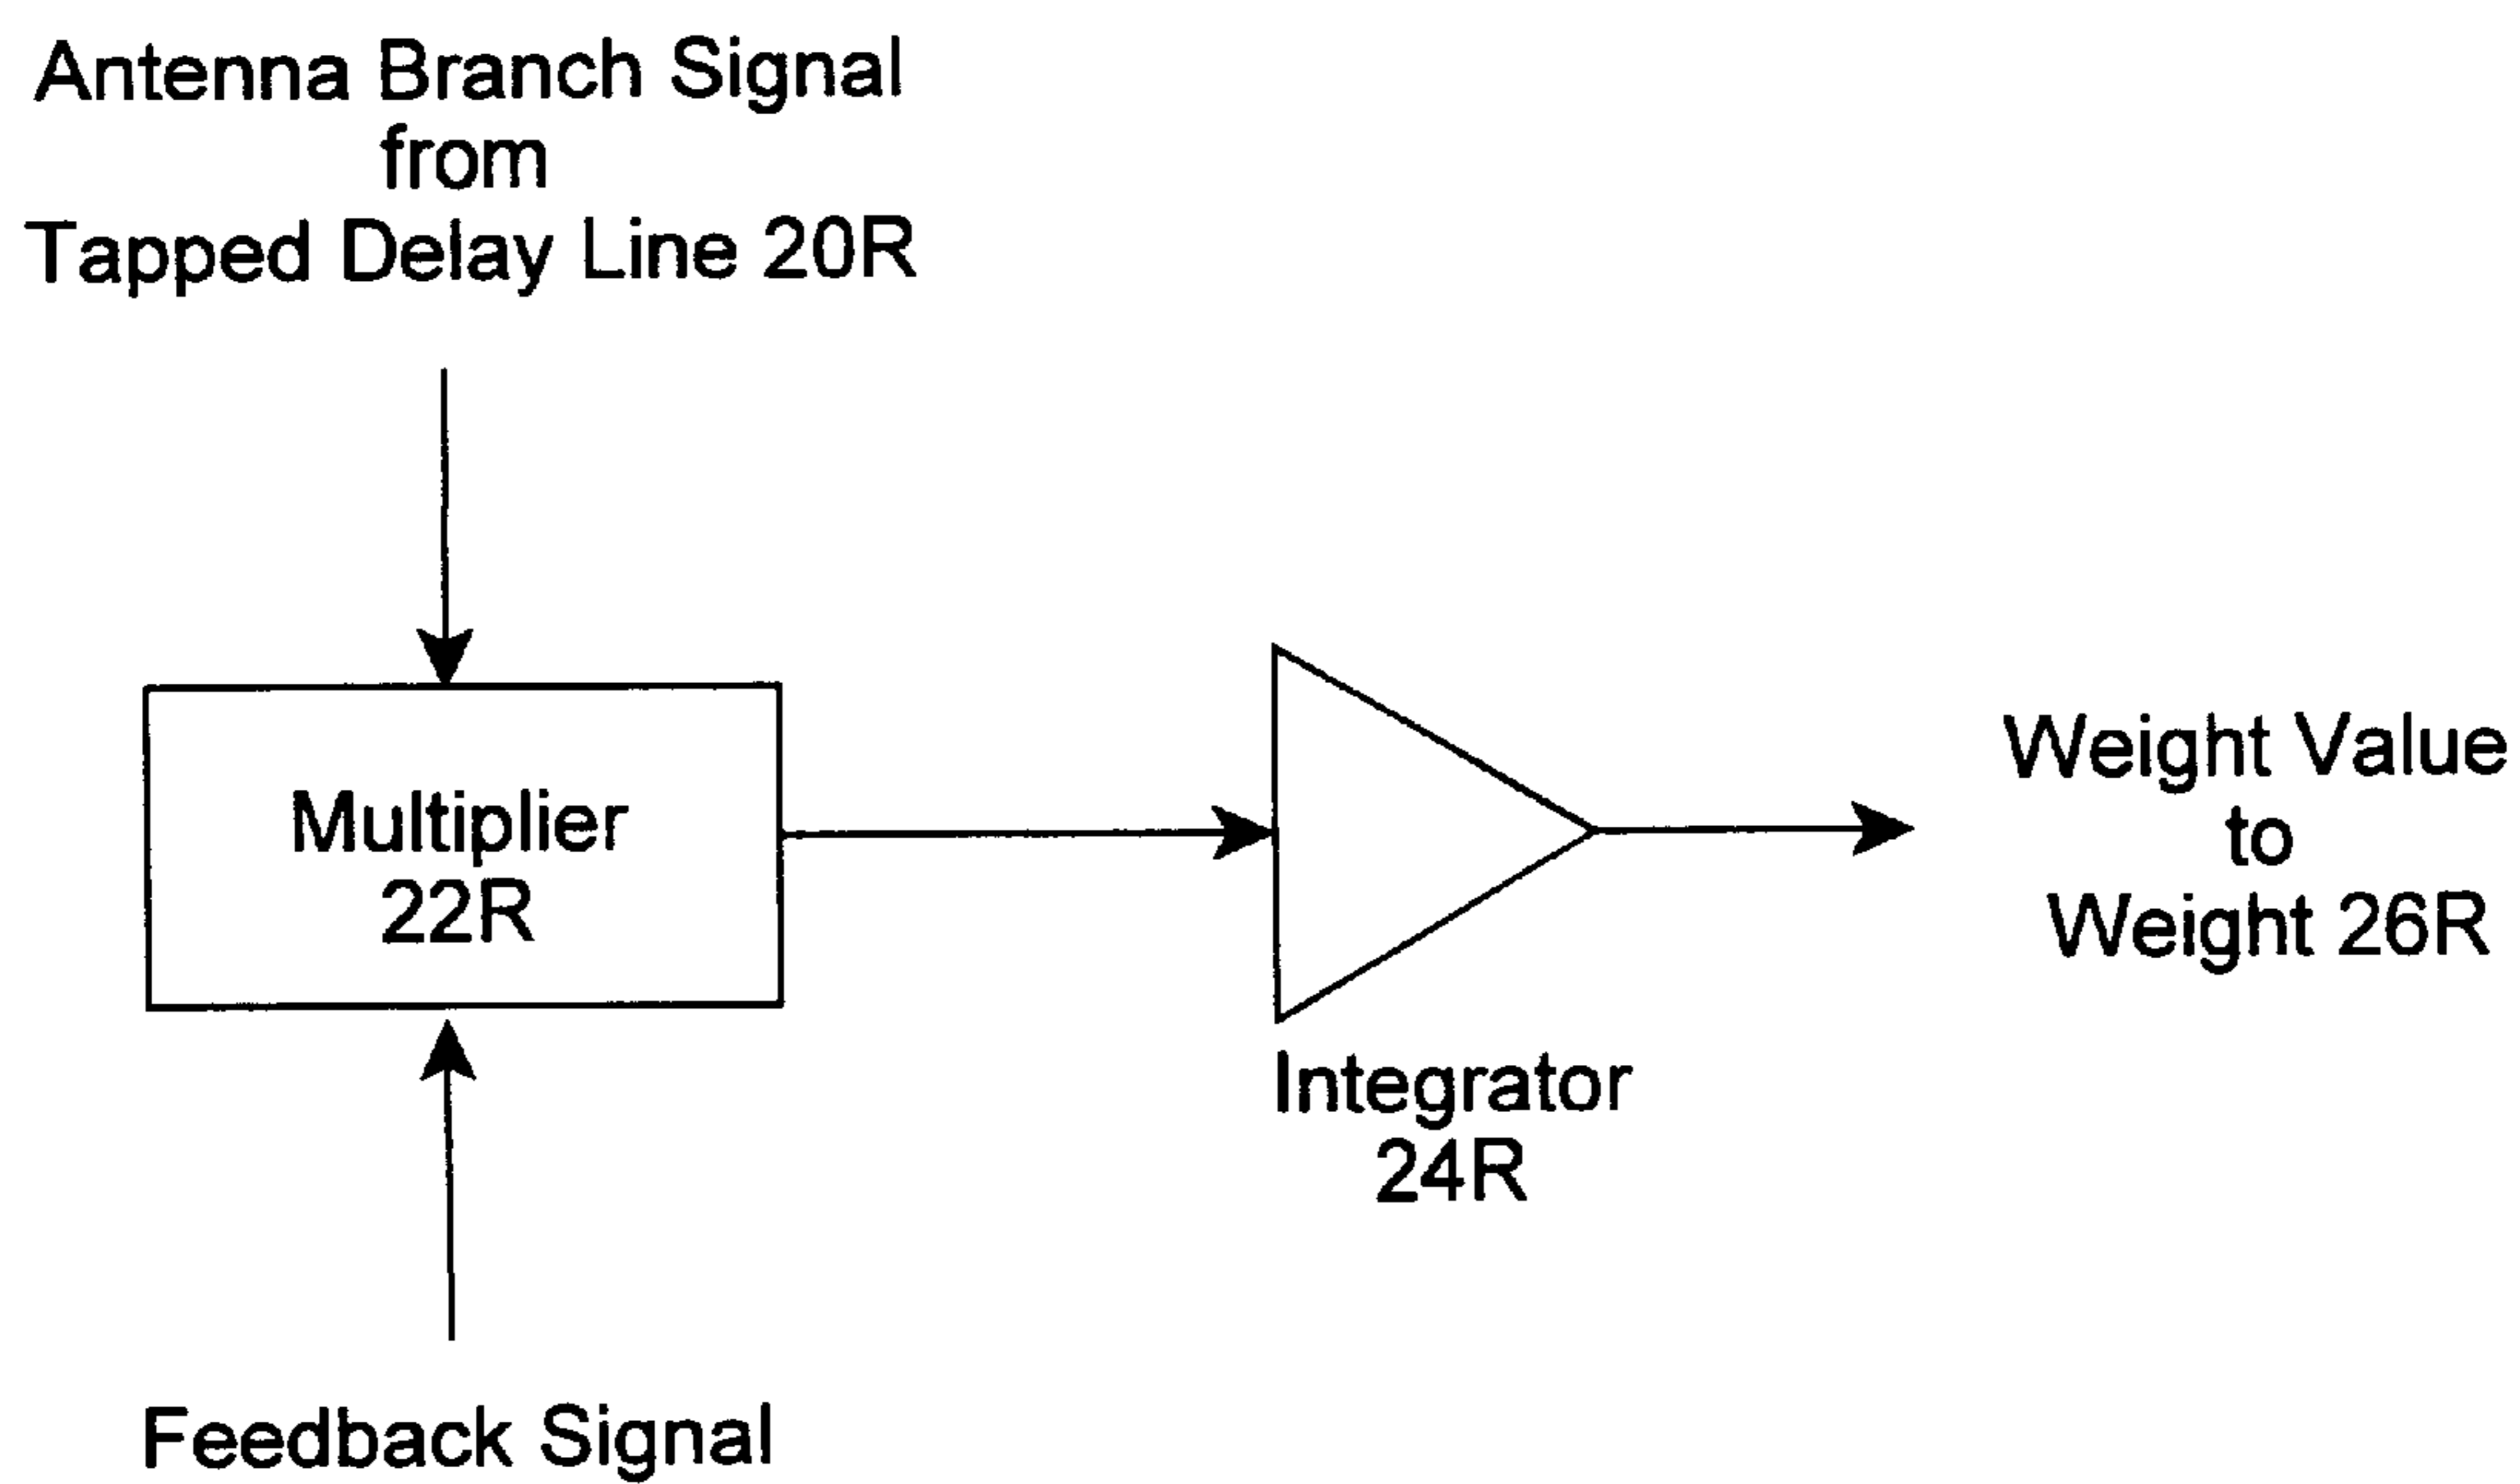 Antenna Branch Signal
from
Tapped Delay Line 20R
Multiplier
22R
Weight Value
to
Weight 26R
Integrator
24R
Feedback Signal